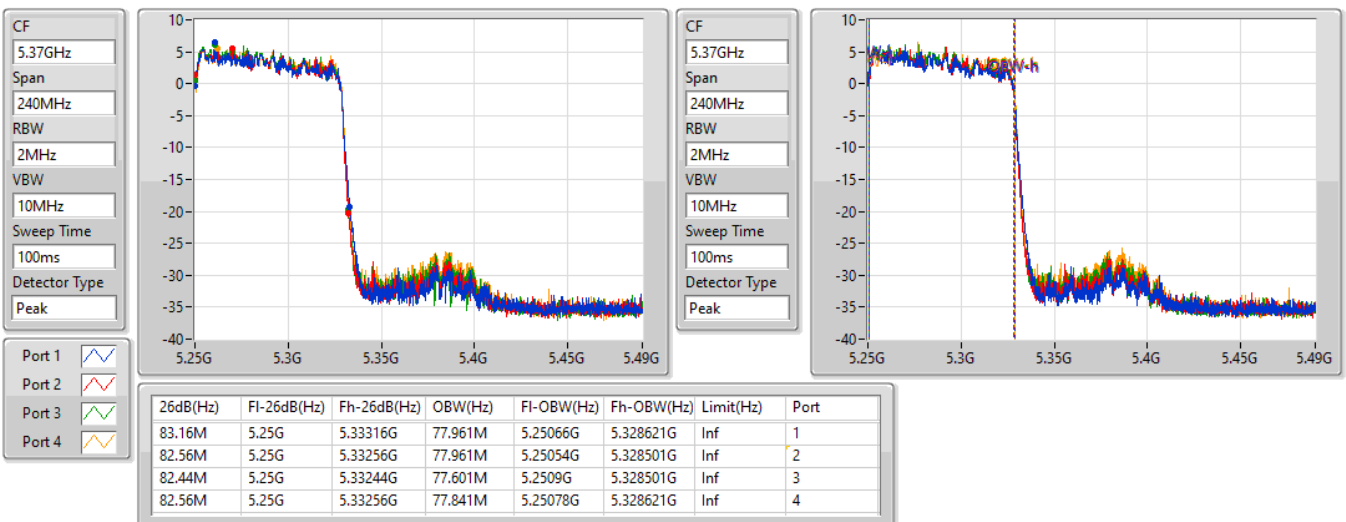 CF
5.37GHz
Span
240MHz
RBW
2MHz
VBW
10MHz
Sweep Time
100ms
Detector Type
Peak
10
5
0
-5
-10
-15
-20
-25
-30
-35
-40
5.25G 5.3G 5.35G 5.4G 5.45G 5.49G
CF
5.37GHz
Span
240MHz
RBW
2MHz
VBW
10MHz
Sweep Time
100ms
Detector Type
Peak
10
5
0
-5
-10
-15
-20
-25
-30
-35
-40
5.25G 5.3G 5.35G 5.4G 5.45G 5.49G
Port 1
Port 2
Port 3
Port 4
26dB(Hz) Fl-26dB(Hz) Fh-26dB(Hz) OBW(Hz) Fl-OBW(Hz) Fh-OBW(Hz) Limit(Hz) Port
83.16M 5.25G 5.33316G 77.961M 5.25066G 5.328621G Inf 1
82.56M 5.25G 5.33256G 77.961M 5.25054G 5.328501G Inf 2
82.44M 5.25G 5.33244G 77.601M 5.2509G 5.328501G Inf 3
82.56M 5.25G 5.33256G 77.841M 5.25078G 5.328621G Inf 4